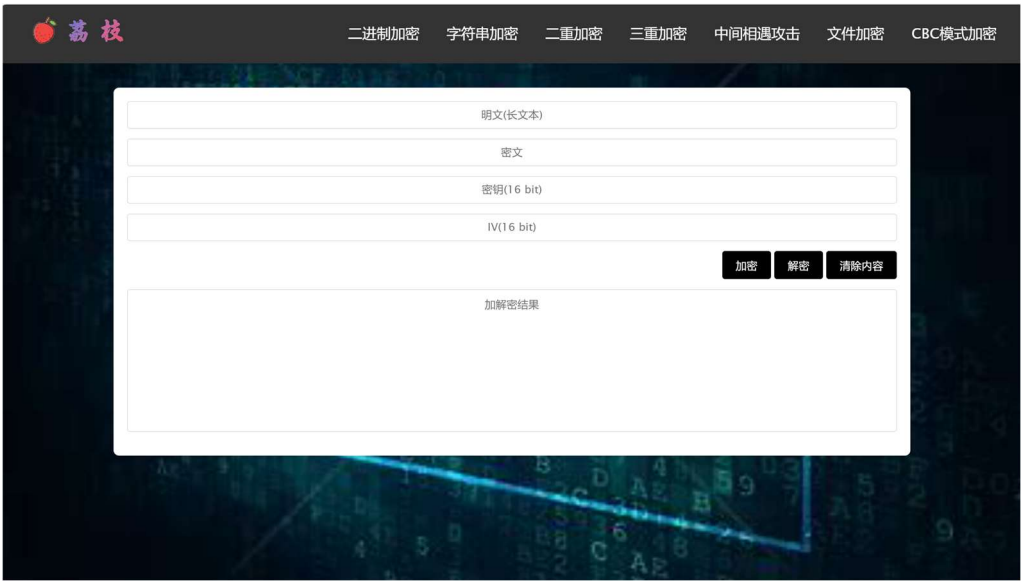 荔枝 二进制加密 字符串加密 二重加密 三重加密 中间相遇攻击 文件加密 CBC模式加密
明文(长文本)
密文
密钥(16 bit)
IV(16 bit)
加密 解密 清除内容
加解密结果